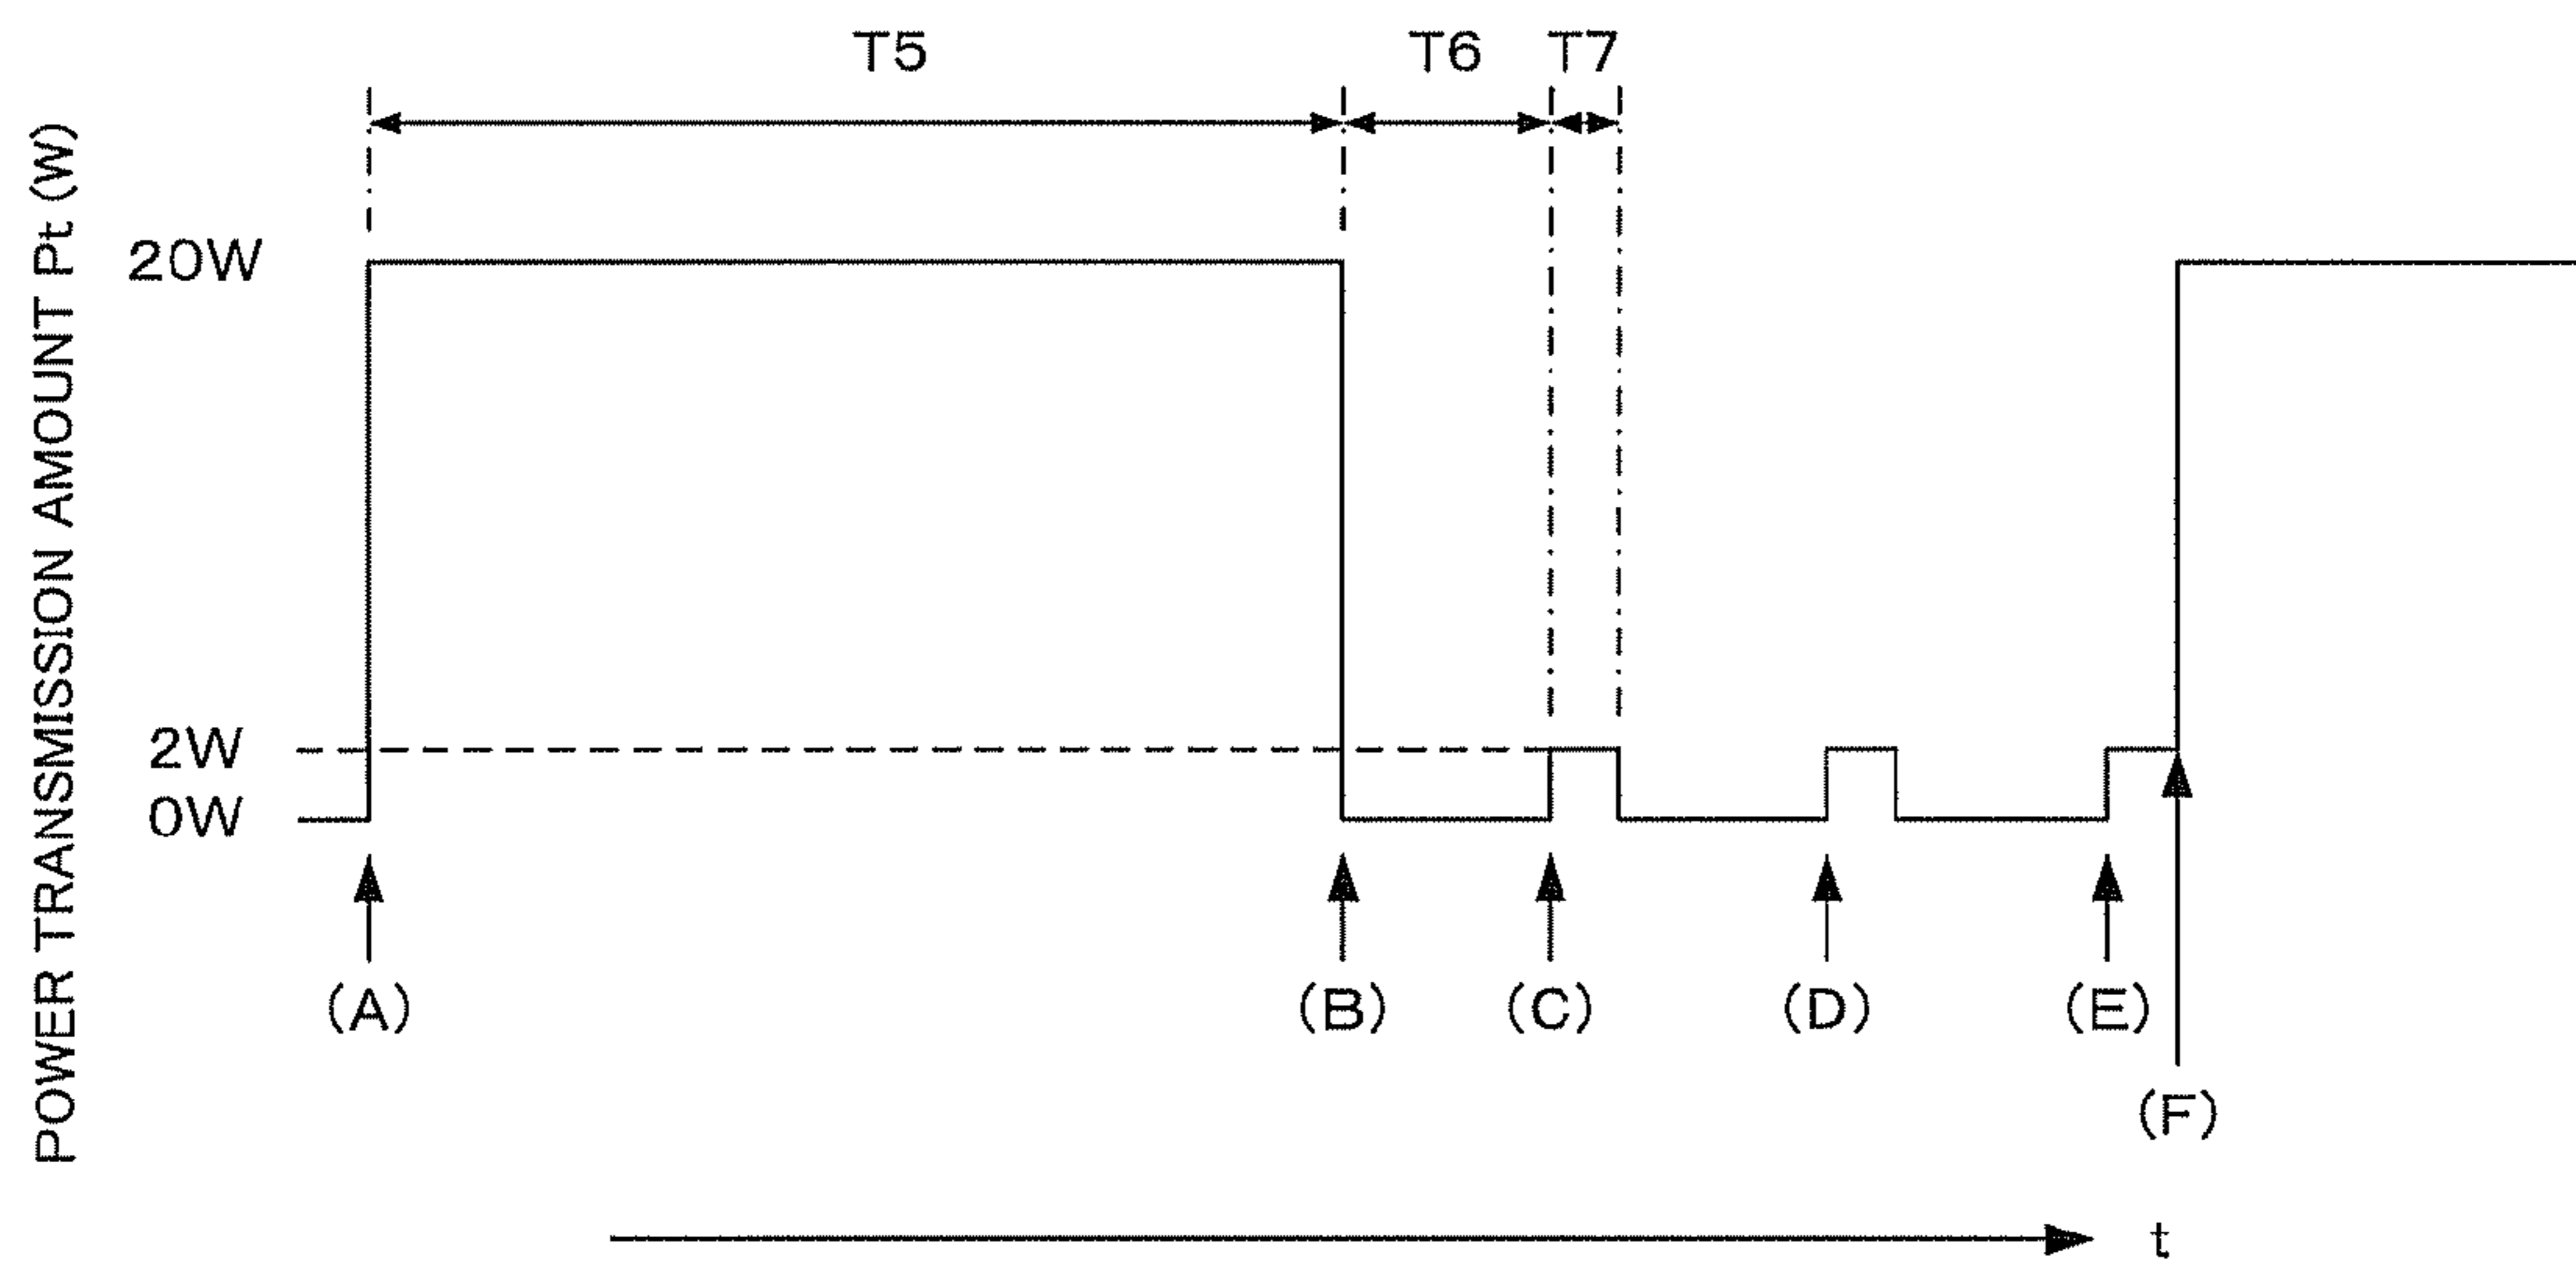 T5 T6 T7
POWER TRANSMISSION AMOUNT Pt (W)
20W
2W
0W
(A) (B) (C) (D) (E)
(F)
t